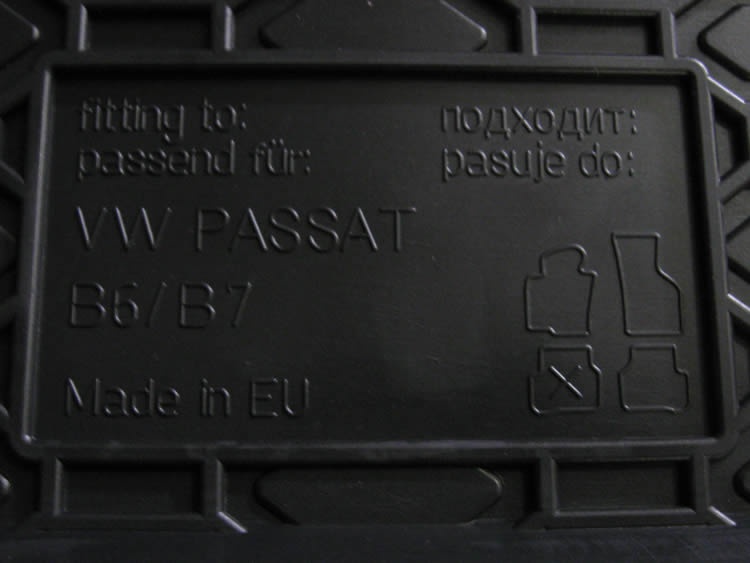 fitting to: подходит:
passend für: pasuje do:
VW PASSAT
B6/B7
Made in EU